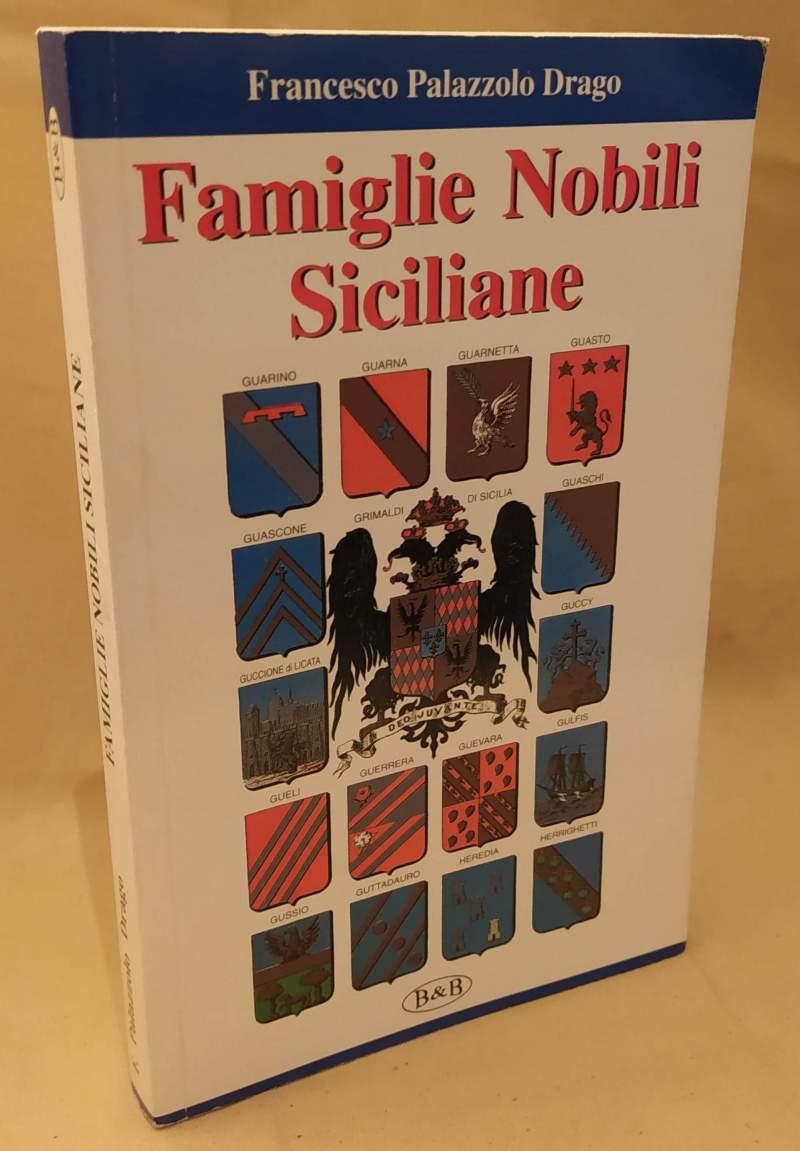 Francesco Palazzolo Drago
Famiglie Nobili
Siciliane
GUARINO
GUARNA
GUARNETTA
GUASTO
GUASCONE
GRIMALDI
DI SICILIA
GUASCHI
GUCCIONE di LICATA
GUCCY
DEO JUVANTE
GUELI
GUERRERA
GUEVARA
GULFIS
GUSSIO
GUTTADAURO
HEREDIA
HERRIGHETTI
B&B
B&B
FAMIGLIE NOBILI SICILIANE
F. Palazzolo Drago